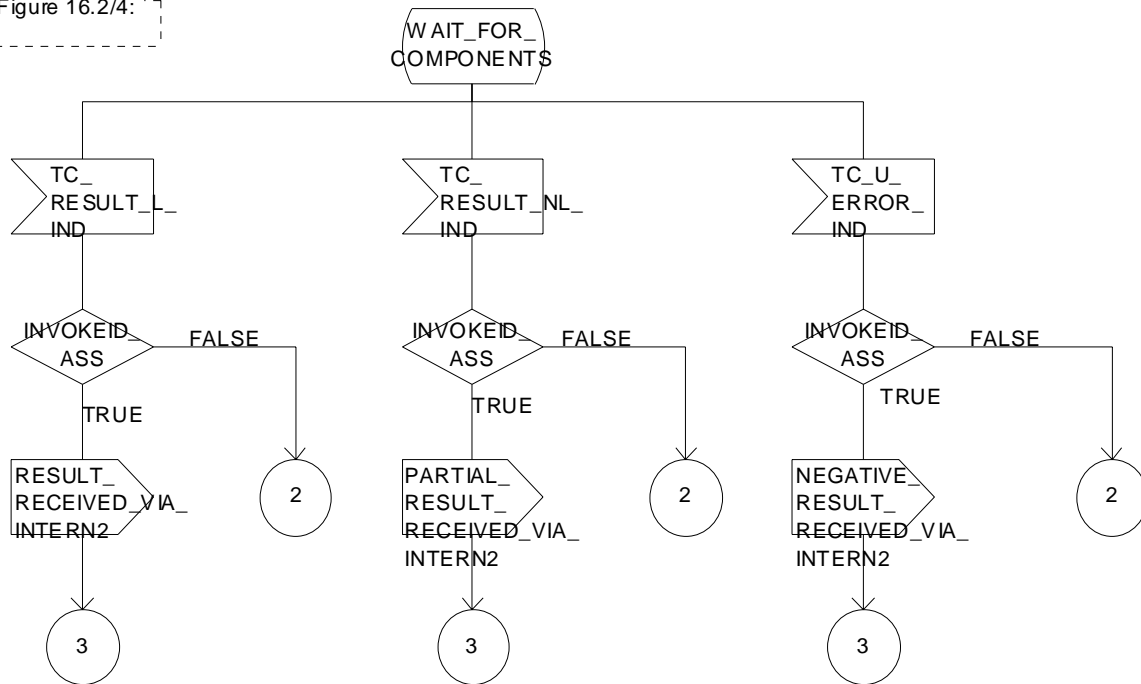 Figure 16.2/4:
WAIT_FOR_
COMPONENTS
TC_
RESULT_L_
IND
TC_
RESULT_NL_
IND
TC_U_
ERROR_
IND
INVOKEID_
ASS
FALSE
TRUE
INVOKEID_
ASS
FALSE
TRUE
INVOKEID_
ASS
FALSE
TRUE
RESULT_
RECEIVED_VIA_
INTERN2
2
PARTIAL_
RESULT_
RECEIVED_VIA_
INTERN2
2
NEGATIVE_
RESULT_
RECEIVED_VIA_
INTERN2
2
3
3
3